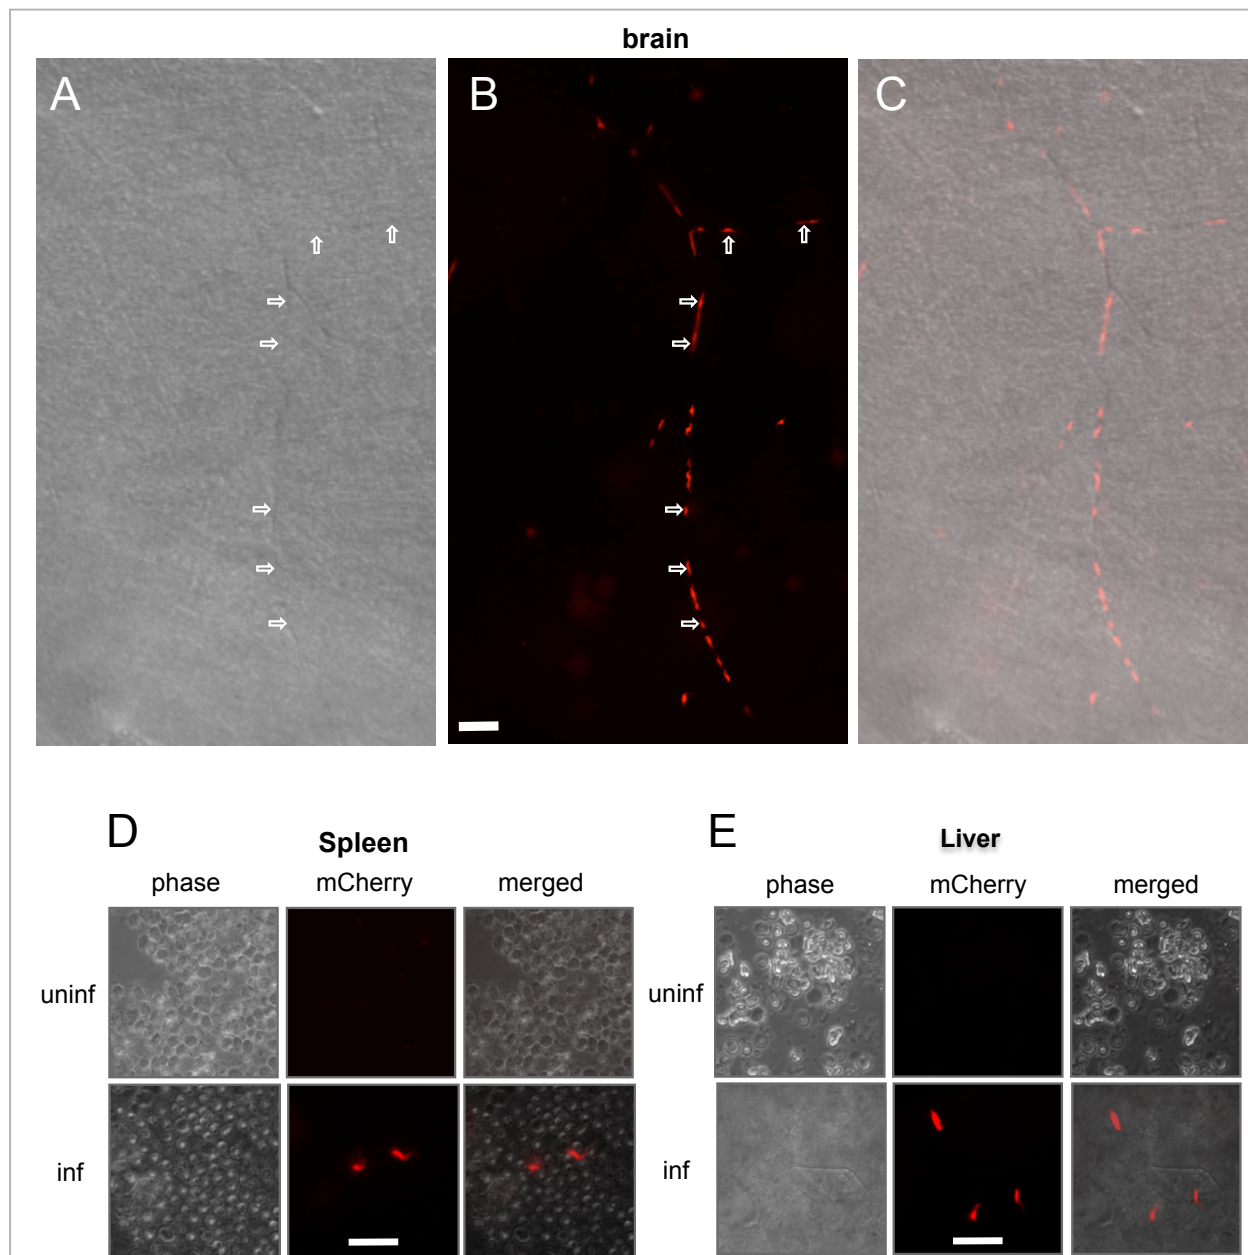 brain
A B C
D Spleen
phase mCherry merged
uninf
inf
E Liver
phase mCherry merged
uninf
inf